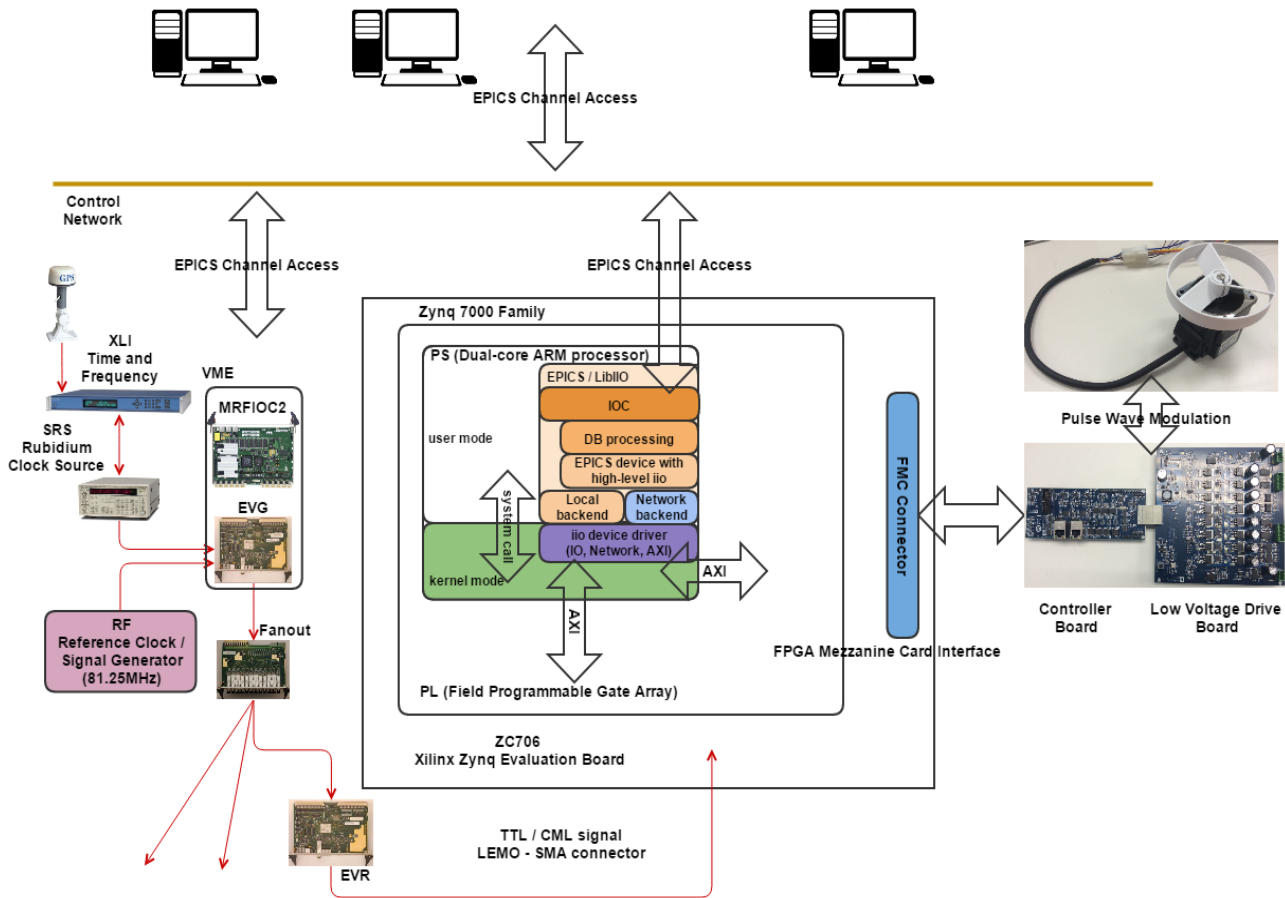 EPICS Channel Access
Control
Network
EPICS Channel Access
EPICS Channel Access
GPS
XLI
Time and
Frequency
VME
MRFIOC2
SRS
Rubidium
Clock Source
EVG
RF
Reference Clock /
Signal Generator
(81.25MHz)
Fanout
EVR
Zynq 7000 Family
PS (Dual-core ARM processor)
EPICS / LibIIO
IOC
user mode
DB processing
EPICS device with
high-level iio
Local
backend
Network
backend
system call
iio device driver
(IO, Network, AXI)
kernel mode
AXI
AXI
PL (Field Programmable Gate Array)
ZC706
Xilinx Zynq Evaluation Board
FMC Connector
FPGA Mezzanine Card Interface
Pulse Wave Modulation
Controller
Board
Low Voltage Drive
Board
TTL / CML signal
LEMO - SMA connector